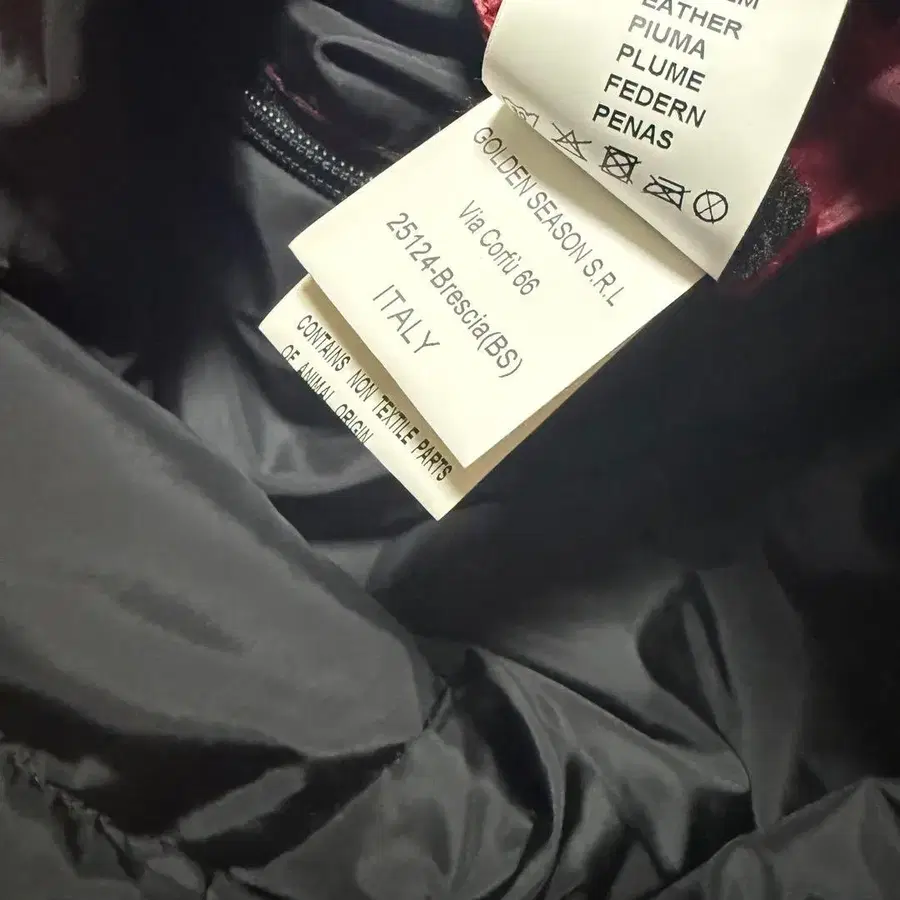 EATHER
PIUMA
PLUME
FEDERN
PENAS
GOLDEN SEASON S.R.L
Via Corfù 66
25124-Brescia(BS)
ITALY
CONTAINS NON TEXTILE PARTS
OF ANIMAL ORIGIN